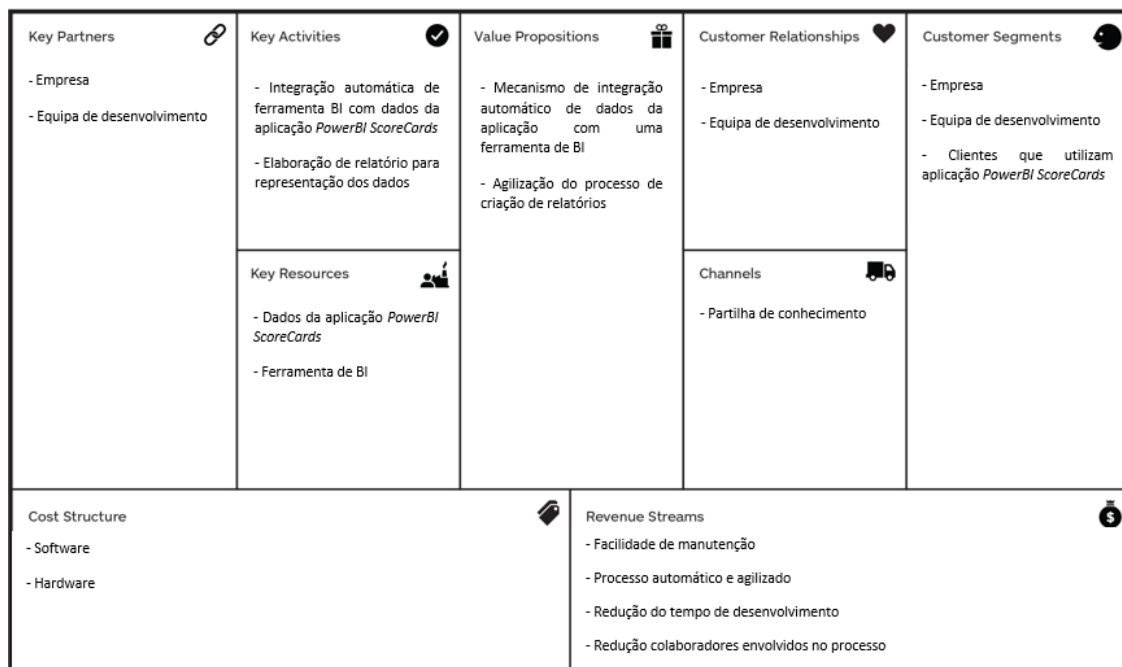 Key Partners
- Empresa
- Equipa de desenvolvimento
Key Activities
- Integração automática de
ferramenta BI com dados da
aplicação PowerBI ScoreCards
- Elaboração de relatório para
representação dos dados
Key Resources
- Dados da aplicação PowerBI
ScoreCards
- Ferramenta de BI
Value Propositions
- Mecanismo de integração
automático de dados da
aplicação com uma
ferramenta de BI
- Agilização do processo de
criação de relatórios
Customer Relationships
- Empresa
- Equipa de desenvolvimento
Channels
- Partilha de conhecimento
Customer Segments
- Empresa
- Equipa de desenvolvimento
- Clientes que utilizam
aplicação PowerBI ScoreCards
Cost Structure
- Software
- Hardware
Revenue Streams
$
- Facilidade de manutenção
- Processo automático e agilizado
- Redução do tempo de desenvolvimento
- Redução colaboradores envolvidos no processo